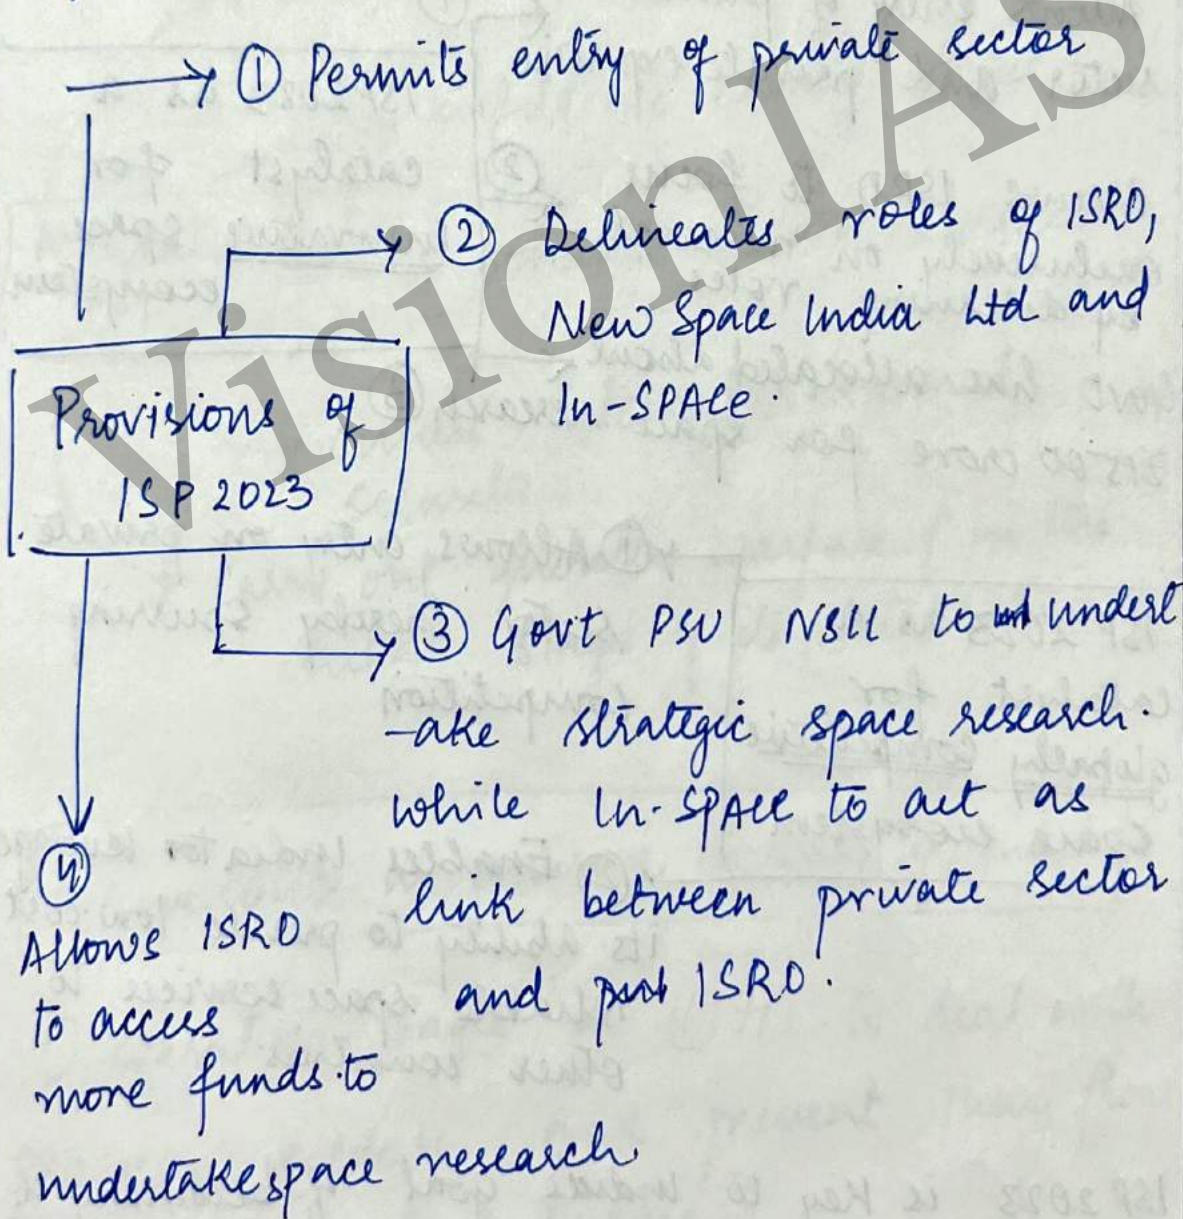 ① Permits entry of private sector
② Delineates roles of ISRO,
New Space India Ltd and
In-SPACe.
Provisions of
ISP 2023
③ Govt PSU NSIL to undert
-ake strategic space research.
while In-SPACe to act as
link between private sector
and ISRO.
④
Allows ISRO
to access
more funds to
undertake space research
VisionIAS